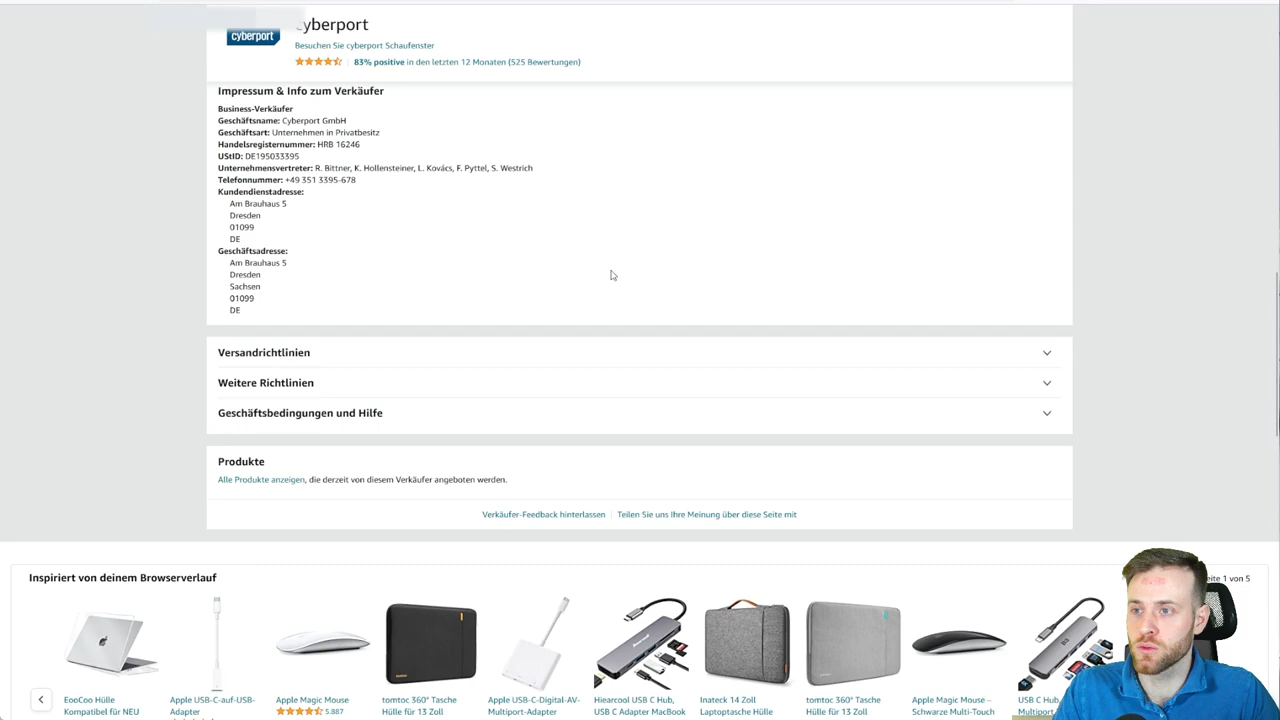 cyberport
cyberport
Besuchen Sie cyberport Schaufenster
83% positive in den letzten 12 Monaten (525 Bewertungen)
Impressum & Info zum Verkäufer
Business-Verkäufer
Geschäftsname: Cyberport GmbH
Geschäftsart: Unternehmen in Privatbesitz
Handelsregisternummer: HRB 16246
UStID: DE195033395
Unternehmensvertreter: R. Bittner, K. Hollensteiner, L. Kovács, F. Pyttel, S. Westrich
Telefonnummer: +49 351 3395-678
Kundendienstadresse:
Am Brauhaus 5
Dresden
01099
DE
Geschäftsadresse:
Am Brauhaus 5
Dresden
Sachsen
01099
DE
Versandrichtlinien
Weitere Richtlinien
Geschäftsbedingungen und Hilfe
Produkte
Alle Produkte anzeigen, die derzeit von diesem Verkäufer angeboten werden.
Verkäufer-Feedback hinterlassen | Teilen Sie uns Ihre Meinung über diese Seite mit
Inspiriert von deinem Browserverlauf
eite 1 von 5
EooCoo Hülle
Kompatibel für NEU
Apple USB-C-auf-USB-
Adapter
Apple Magic Mouse
5.887
tomtoc 360° Tasche
Hülle für 13 Zoll
Apple USB-C-Digital-AV-
Multiport-Adapter
Hiearcool USB C Hub,
USB C Adapter MacBook
Inateck 14 Zoll
Laptoptasche Hülle
tomtoc 360° Tasche
Hülle für 13 Zoll
Apple Magic Mouse –
Schwarze Multi-Touch
USB C Hub,
Multiport